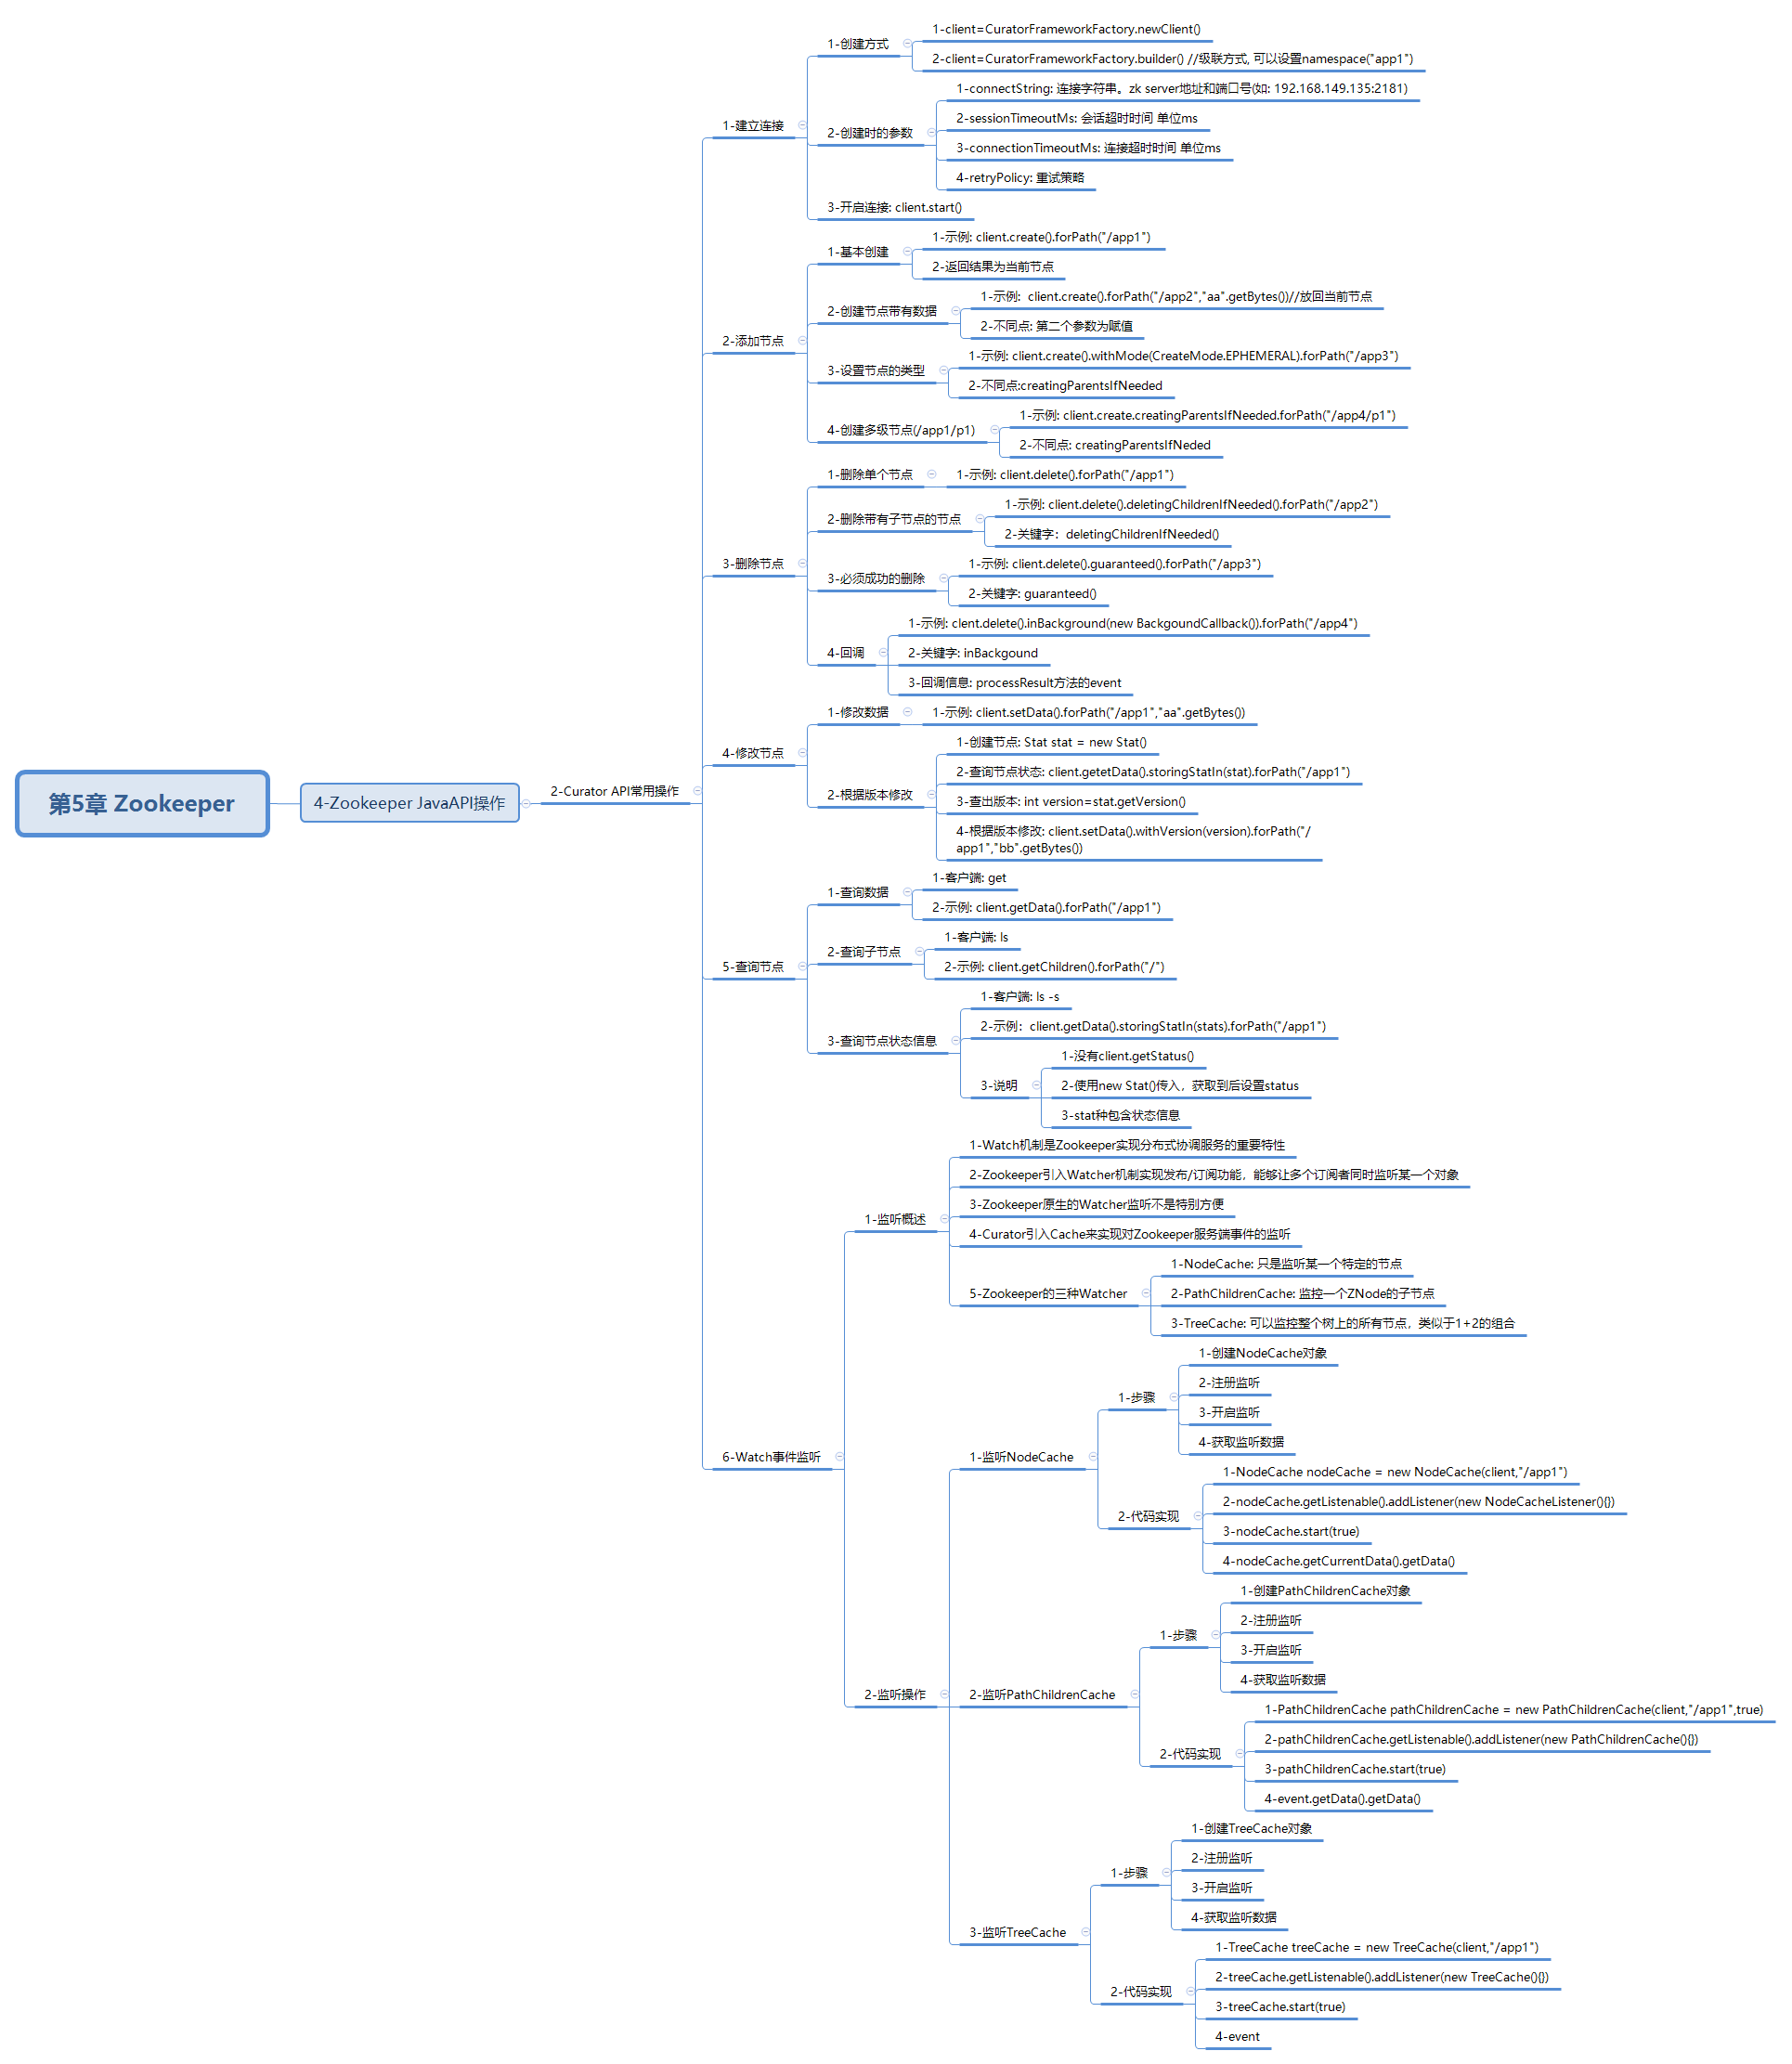 第5章 Zookeeper
4-Zookeeper JavaAPI操作
2-Curator API常用操作
1-建立连接
1-创建方式
1-client=CuratorFrameworkFactory.newClient()
2-client=CuratorFrameworkFactory.builder() //级联方式, 可以设置namespace("app1")
2-创建时的参数
1-connectString: 连接字符串。zk server地址和端口号(如: 192.168.149.135:2181)
2-sessionTimeoutMs: 会话超时时间 单位ms
3-connectionTimeoutMs: 连接超时时间 单位ms
4-retryPolicy: 重试策略
3-开启连接: client.start()
2-添加节点
1-基本创建
1-示例: client.create().forPath("/app1")
2-返回结果为当前节点
2-创建节点带有数据
1-示例:  client.create().forPath("/app2","aa".getBytes())//放回当前节点
2-不同点: 第二个参数为赋值
3-设置节点的类型
1-示例: client.create().withMode(CreateMode.EPHEMERAL).forPath("/app3")
2-不同点:creatingParentsIfNeeded
4-创建多级节点(/app1/p1)
1-示例: client.create.creatingParentsIfNeeded.forPath("/app4/p1")
2-不同点: creatingParentsIfNeded
3-删除节点
1-删除单个节点
1-示例: client.delete().forPath("/app1")
2-删除带有子节点的节点
1-示例: client.delete().deletingChildrenIfNeeded().forPath("/app2")
2-关键字：deletingChildrenIfNeeded()
3-必须成功的删除
1-示例: client.delete().guaranteed().forPath("/app3")
2-关键字: guaranteed()
4-回调
1-示例: clent.delete().inBackground(new BackgoundCallback()).forPath("/app4")
2-关键字: inBackgound
3-回调信息: processResult方法的event
4-修改节点
1-修改数据
1-示例: client.setData().forPath("/app1","aa".getBytes())
2-根据版本修改
1-创建节点: Stat stat = new Stat()
2-查询节点状态: client.getetData().storingStatIn(stat).forPath("/app1")
3-查出版本: int version=stat.getVersion()
4-根据版本修改: client.setData().withVersion(version).forPath("/
app1","bb".getBytes())
5-查询节点
1-查询数据
1-客户端: get
2-示例: client.getData().forPath("/app1")
2-查询子节点
1-客户端: ls
2-示例: client.getChildren().forPath("/")
3-查询节点状态信息
1-客户端: ls -s
2-示例：client.getData().storingStatIn(stats).forPath("/app1")
3-说明
1-没有client.getStatus()
2-使用new Stat()传入，获取到后设置status
3-stat种包含状态信息
6-Watch事件监听
1-监听概述
1-Watch机制是Zookeeper实现分布式协调服务的重要特性
2-Zookeeper引入Watcher机制实现发布/订阅功能，能够让多个订阅者同时监听某一个对象
3-Zookeeper原生的Watcher监听不是特别方便
4-Curator引入Cache来实现对Zookeeper服务端事件的监听
5-Zookeeper的三种Watcher
1-NodeCache: 只是监听某一个特定的节点
2-PathChildrenCache: 监控一个ZNode的子节点
3-TreeCache: 可以监控整个树上的所有节点，类似于1+2的组合
2-监听操作
1-监听NodeCache
1-步骤
1-创建NodeCache对象
2-注册监听
3-开启监听
4-获取监听数据
2-代码实现
1-NodeCache nodeCache = new NodeCache(client,"/app1")
2-nodeCache.getListenable().addListener(new NodeCacheListener(){})
3-nodeCache.start(true)
4-nodeCache.getCurrentData().getData()
2-监听PathChildrenCache
1-步骤
1-创建PathChildrenCache对象
2-注册监听
3-开启监听
4-获取监听数据
2-代码实现
1-PathChildrenCache pathChildrenCache = new PathChildrenCache(client,"/app1",true)
2-pathChildrenCache.getListenable().addListener(new PathChildrenCache(){})
3-pathChildrenCache.start(true)
4-event.getData().getData()
3-监听TreeCache
1-步骤
1-创建TreeCache对象
2-注册监听
3-开启监听
4-获取监听数据
2-代码实现
1-TreeCache treeCache = new TreeCache(client,"/app1")
2-treeCache.getListenable().addListener(new TreeCache(){})
3-treeCache.start(true)
4-event